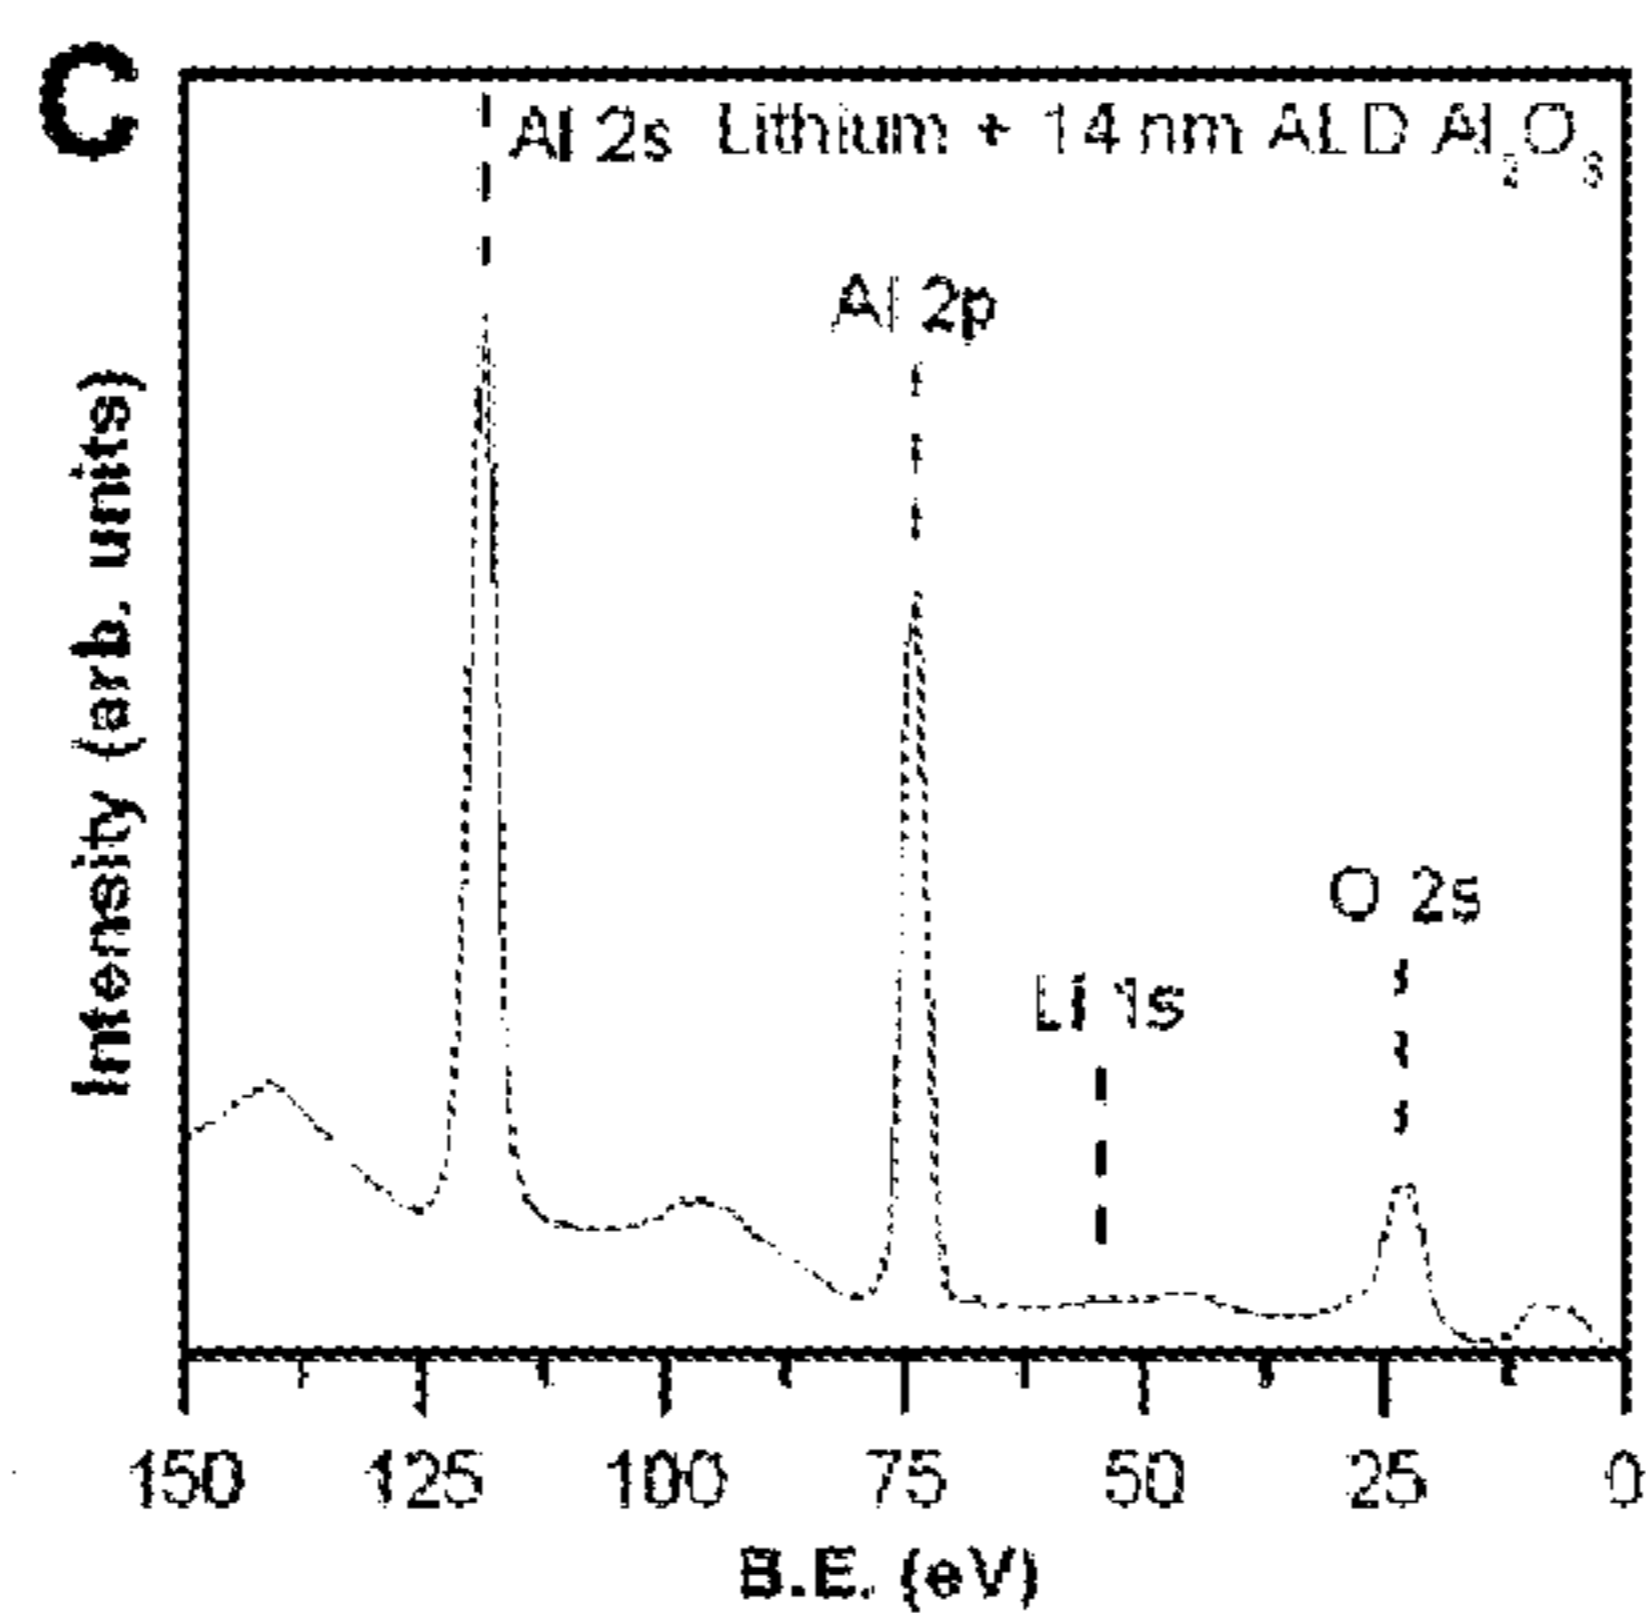 C
Al 2s Lithium + 14 nm ALD Al₂O₃
Al 2p
O 2s
Li 1s
Intensity (arb. units)
150 125 100 75 50 25 0
B.E. (eV)